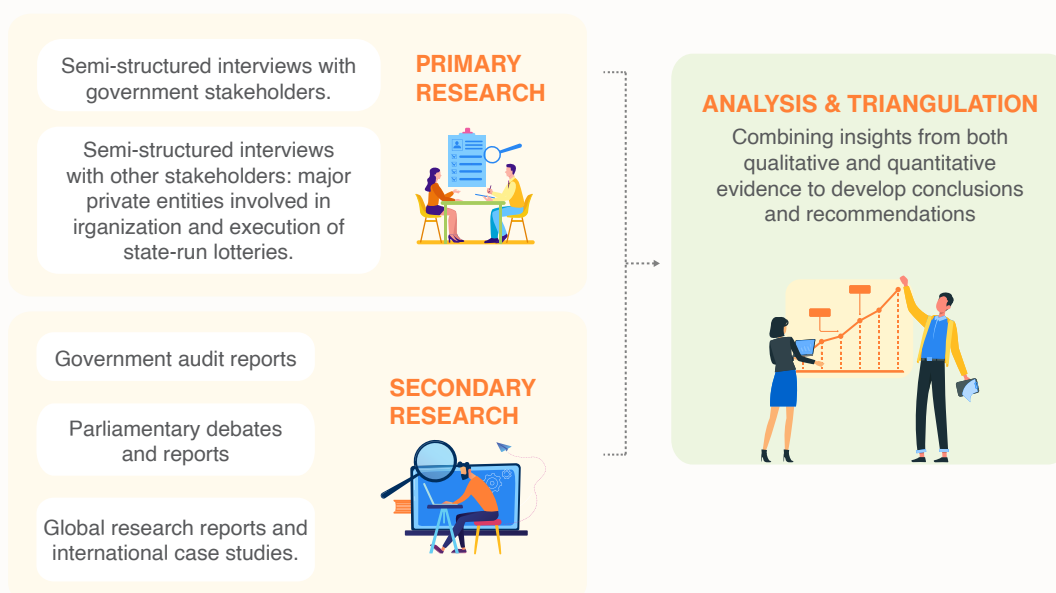 Semi-structured interviews with
government stakeholders.
PRIMARY
RESEARCH
Semi-structured interviews
with other stakeholders: major
private entities involved in
irganization and execution of
state-run lotteries.
Government audit reports
SECONDARY
RESEARCH
Parliamentary debates
and reports
Global research reports and
international case studies.
ANALYSIS & TRIANGULATION
Combining insights from both
qualitative and quantitative
evidence to develop conclusions
and recommendations